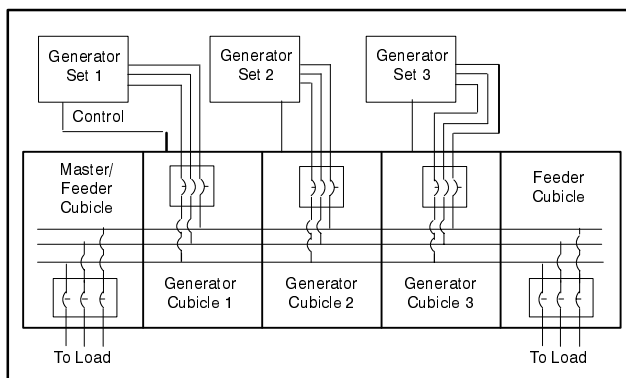 Generator
Set 1
Generator
Set 2
Generator
Set 3
Control
Master/
Feeder
Cubicle
Feeder
Cubicle
Generator
Cubicle 1
Generator
Cubicle 2
Generator
Cubicle 3
To Load
To Load